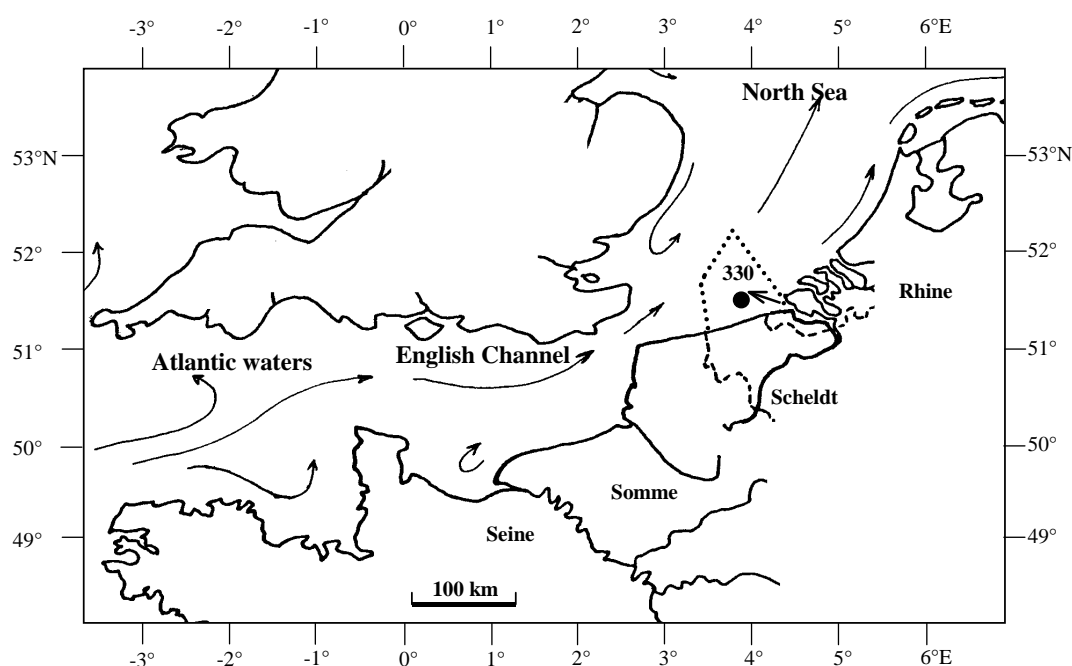 -3° -2° -1° 0° 1° 2° 3° 4° 5° 6°E
North Sea
53°N 53°N
52° 52°
330
Rhine
51° 51°
Atlantic waters English Channel
Scheldt
50° 50°
Somme
Seine
49° 49°
100 km
-3° -2° -1° 0° 1° 2° 3° 4° 5° 6°E